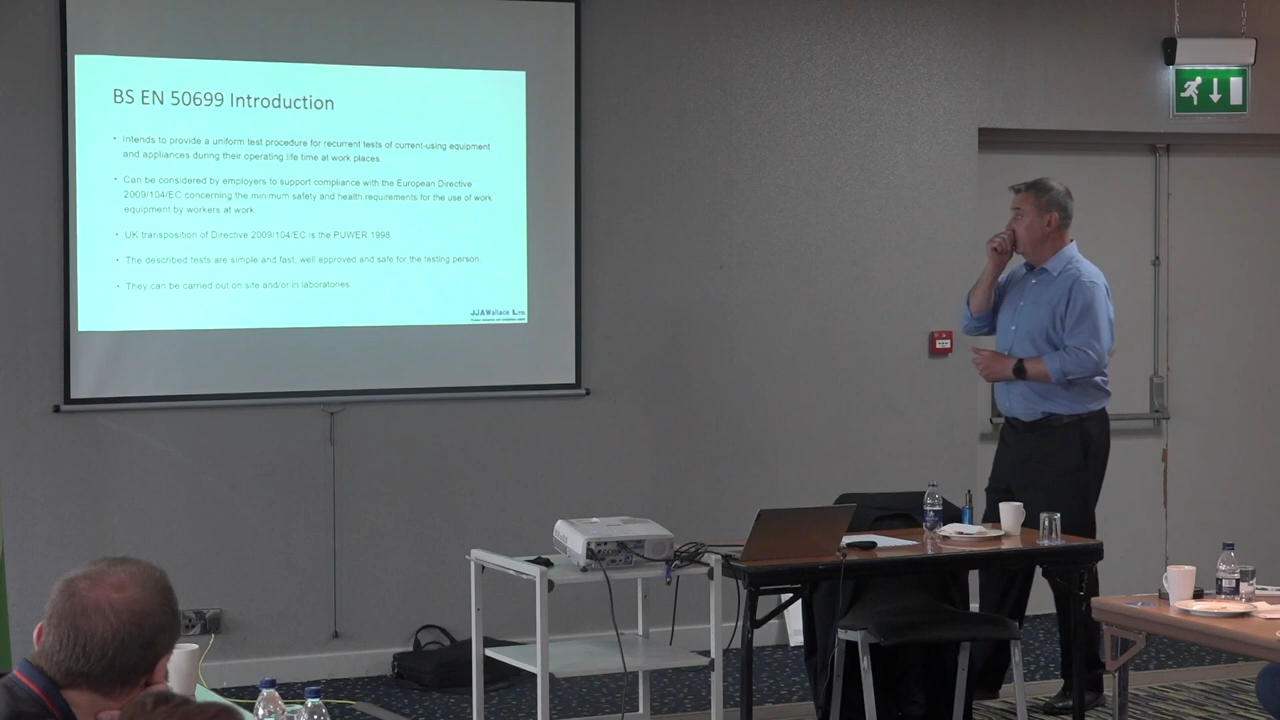 BS EN 50699 Introduction
• Intends to provide a uniform test procedure for recurrent tests of current-using equipment
and appliances during their operating life time at work places.
• Can be considered by employers to support compliance with the European Directive
2009/104/EC concerning the minimum safety and health requirements for the use of work
equipment by workers at work.
• UK transposition of Directive 2009/104/EC is the PUWER 1998
• The described tests are simple and fast, well approved and safe for the testing person.
• They can be carried out on site and/or in laboratories.
JJAWallace LTD.